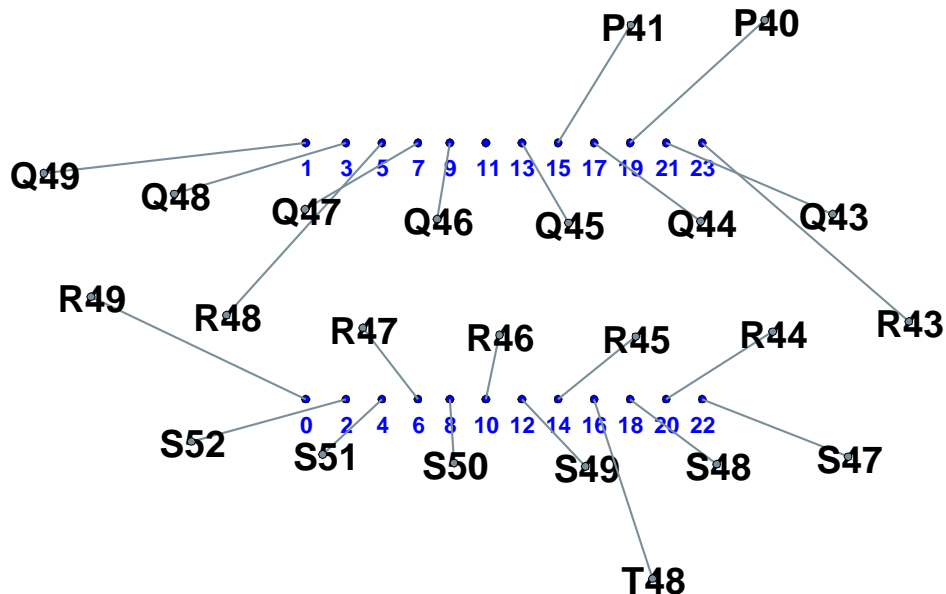 P41 P40
1 3 5 7 9 11 13 15 17 19 21 23
Q49 Q48 Q47 Q46 Q45 Q44 Q43
R49 R48 R47 R46 R45 R44 R43
0 2 4 6 8 10 12 14 16 18 20 22
S52 S51 S50 S49 S48 S47
T48